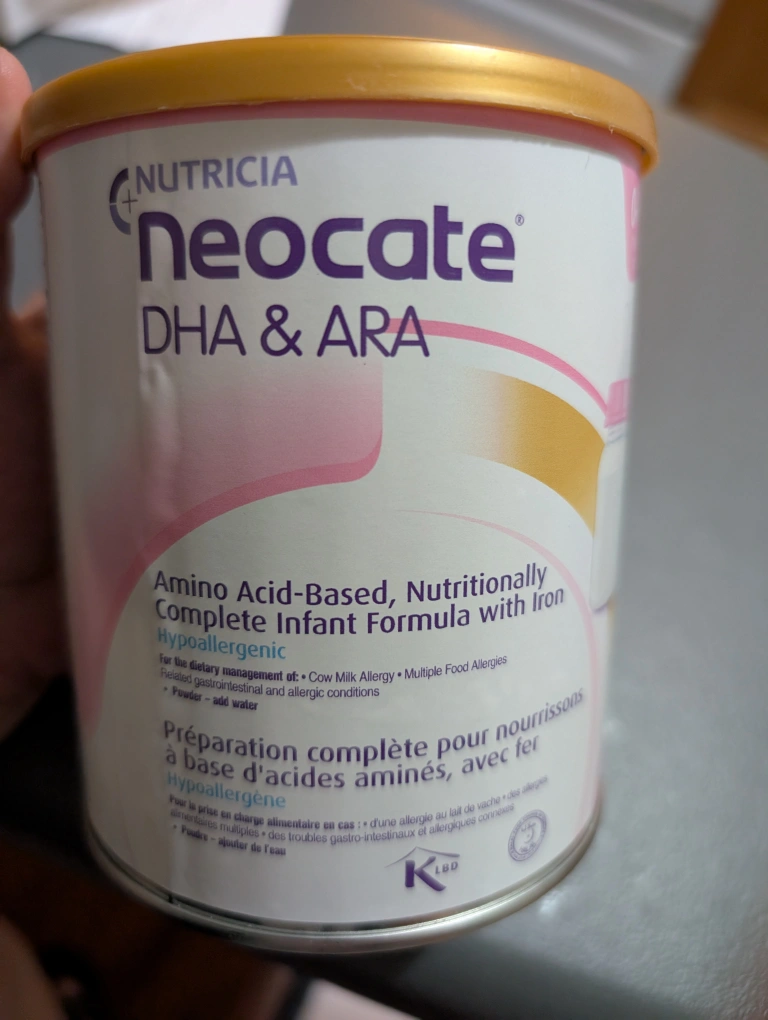 NUTRICIA
neocate®
DHA & ARA
Amino Acid-Based, Nutritionally
Complete Infant Formula with Iron
Hypoallergenic
For the dietary management of: • Cow Milk Allergy • Multiple Food Allergies
Related gastrointestinal and allergic conditions
• Powder – add water
Préparation complète pour nourrissons
à base d'acides aminés, avec fer
Hypoallergène
Pour la prise en charge alimentaire en cas : • d'une allergie au lait de vache • des allergies
alimentaires multiples • des troubles gastro-intestinaux et allergiques connexes
• Poudre – ajouter de l'eau
K LBD